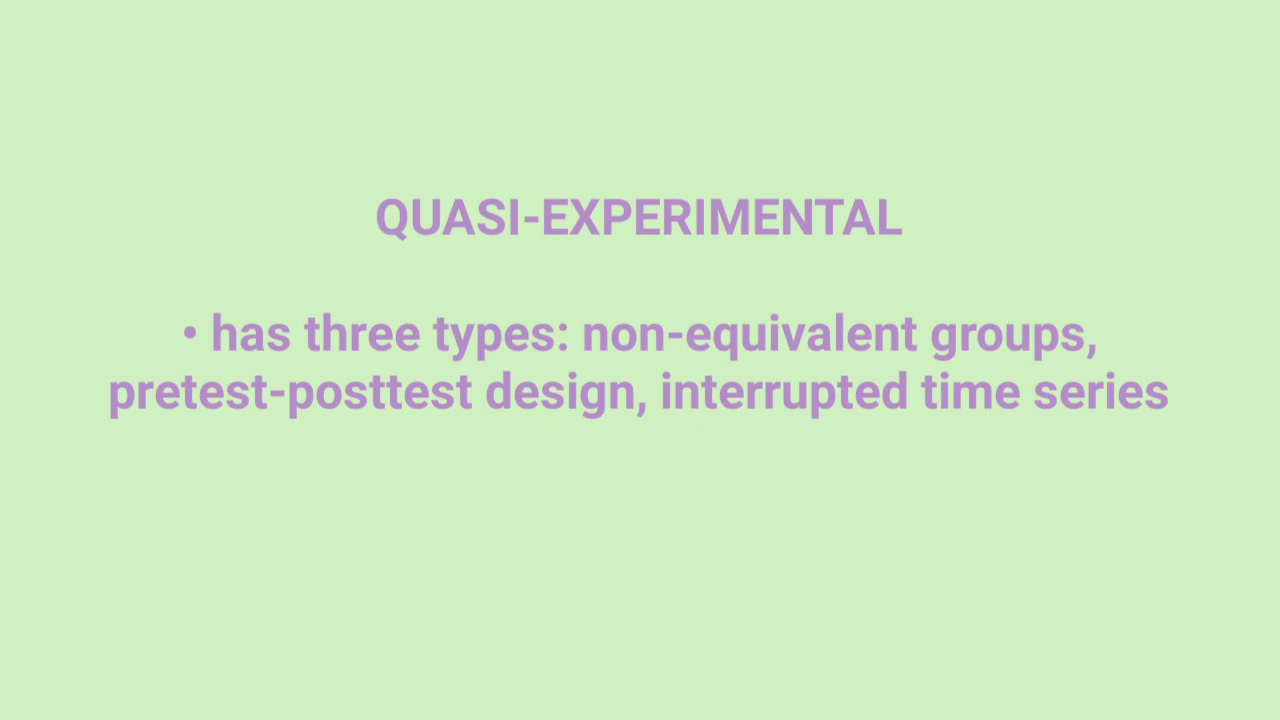 QUASI-EXPERIMENTAL
• has three types: non-equivalent groups,
pretest-posttest design, interrupted time series